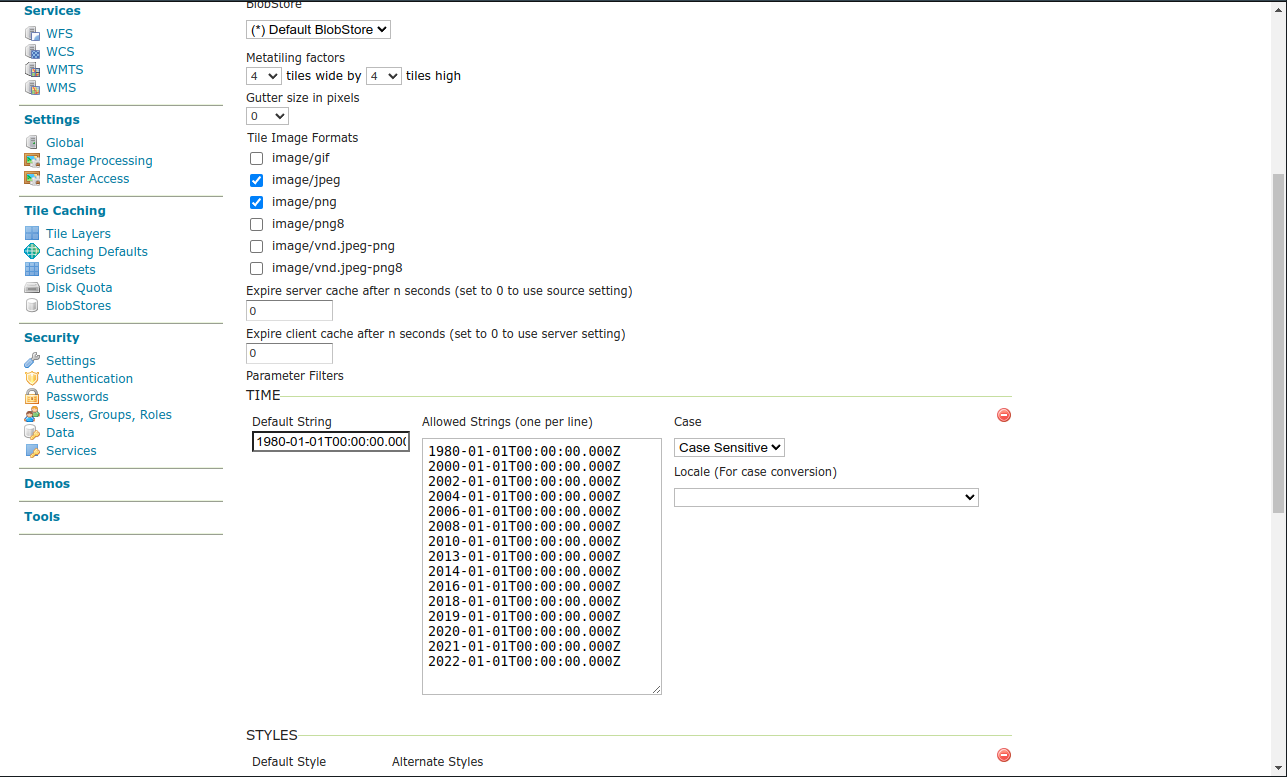 BlobStore
Services
WFS
WCS
WMTS
WMS
Settings
Global
Image Processing
Raster Access
Tile Caching
Tile Layers
Caching Defaults
Gridsets
Disk Quota
BlobStores
Security
Settings
Authentication
Passwords
Users, Groups, Roles
Data
Services
Demos
Tools
(*) Default BlobStore
Metatiling factors
4 tiles wide by 4 tiles high
Gutter size in pixels
0
Tile Image Formats
image/gif
image/jpeg
image/png
image/png8
image/vnd.jpeg-png
image/vnd.jpeg-png8
Expire server cache after n seconds (set to 0 to use source setting)
0
Expire client cache after n seconds (set to 0 to use server setting)
0
Parameter Filters
TIME
Default String
1980-01-01T00:00:00.000
Allowed Strings (one per line)
1980-01-01T00:00:00.000Z
2000-01-01T00:00:00.000Z
2002-01-01T00:00:00.000Z
2004-01-01T00:00:00.000Z
2006-01-01T00:00:00.000Z
2008-01-01T00:00:00.000Z
2010-01-01T00:00:00.000Z
2013-01-01T00:00:00.000Z
2014-01-01T00:00:00.000Z
2016-01-01T00:00:00.000Z
2018-01-01T00:00:00.000Z
2019-01-01T00:00:00.000Z
2020-01-01T00:00:00.000Z
2021-01-01T00:00:00.000Z
2022-01-01T00:00:00.000Z
Case
Case Sensitive
Locale (For case conversion)
STYLES
Default Style
Alternate Styles